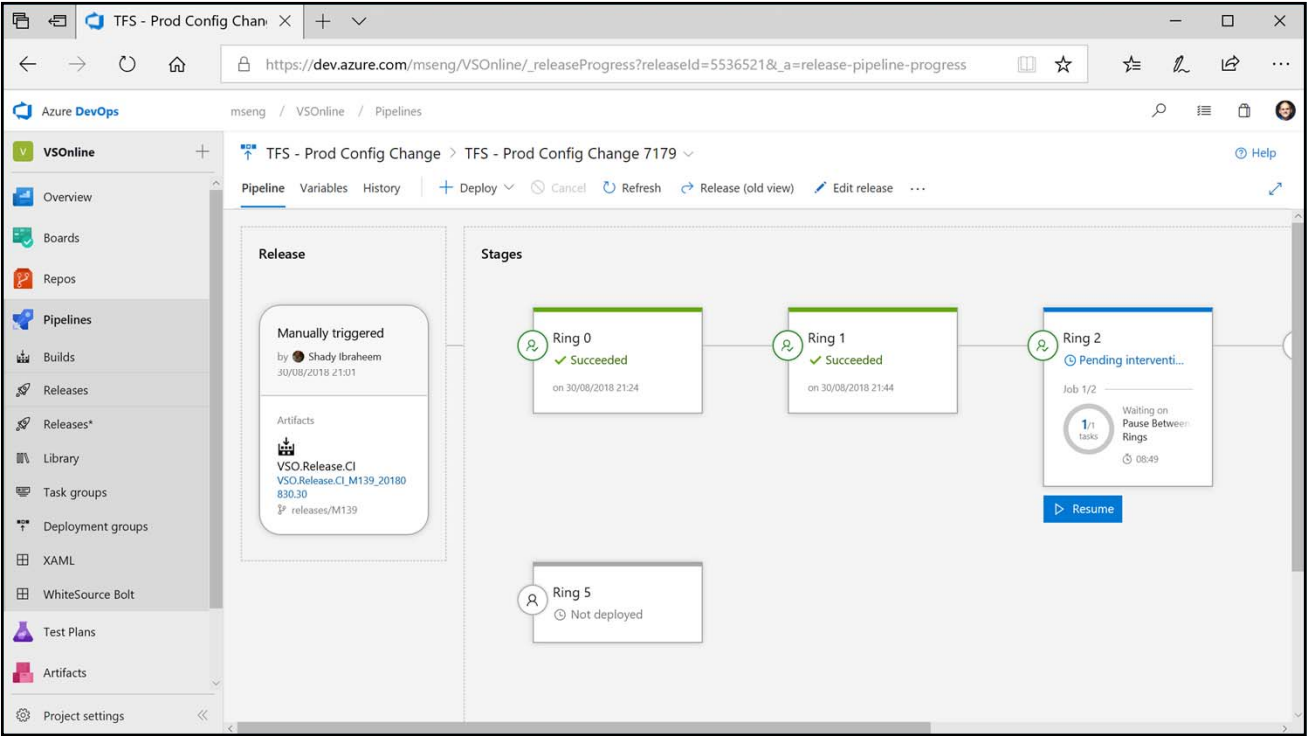 TFS - Prod Config Chan
https://dev.azure.com/mseng/VSOnline/_releaseProgress?releaseId=5536521&_a=release-pipeline-progress
Azure DevOps
mseng / VSOnline / Pipelines
V VSOnline
TFS - Prod Config Change > TFS - Prod Config Change 7179
Help
Pipeline Variables History Deploy Cancel Refresh Release (old view) Edit release ...
Overview
Boards
Repos
Pipelines
Builds
Releases
Releases*
Library
Task groups
Deployment groups
XAML
WhiteSource Bolt
Test Plans
Artifacts
Project settings
Release
Manually triggered
by Shady Ibraheem
30/08/2018 21:01
Artifacts
VSO.Release.CI
VSO.Release.CI_M139_20180
830.30
releases/M139
Stages
Ring 0
Succeeded
on 30/08/2018 21:24
Ring 1
Succeeded
on 30/08/2018 21:44
Ring 2
Pending interventi...
Job 1/2
1/1
tasks
Waiting on
Pause Between
Rings
08:49
Resume
Ring 5
Not deployed